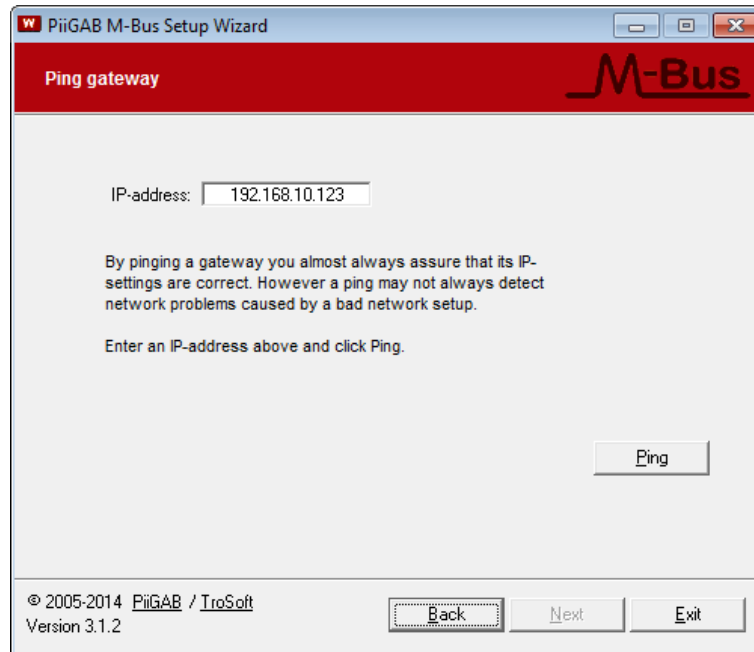 PiiGAB M-Bus Setup Wizard
Ping gateway
M-Bus
IP-address: 192.168.10.123
By pinging a gateway you almost always assure that its IP-
settings are correct. However a ping may not always detect
network problems caused by a bad network setup.
Enter an IP-address above and click Ping.
Ping
© 2005-2014 PiiGAB / TroSoft
Version 3.1.2
Back Next Exit